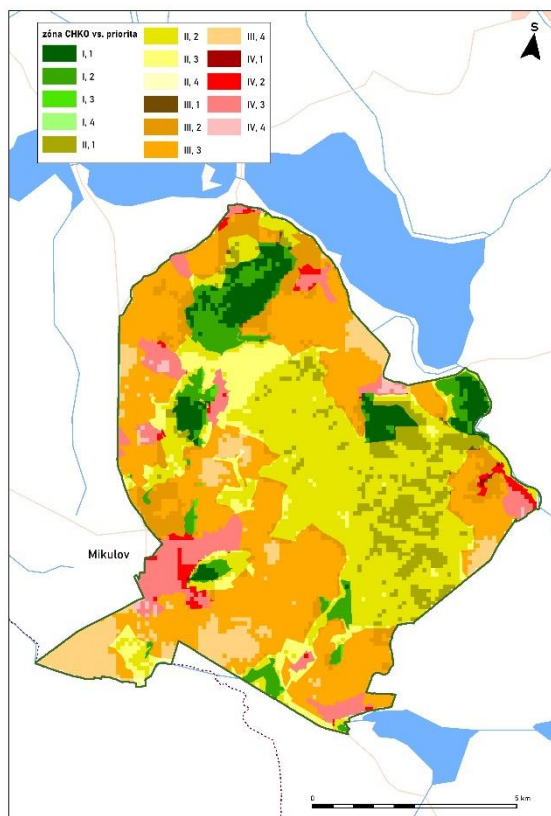 zóna CHKO vs. priorita
I, 1
I, 2
I, 3
I, 4
II, 1
II, 2
II, 3
II, 4
III, 1
III, 2
III, 3
III, 4
IV, 1
IV, 2
IV, 3
IV, 4
S
Mikulov
0 5 km